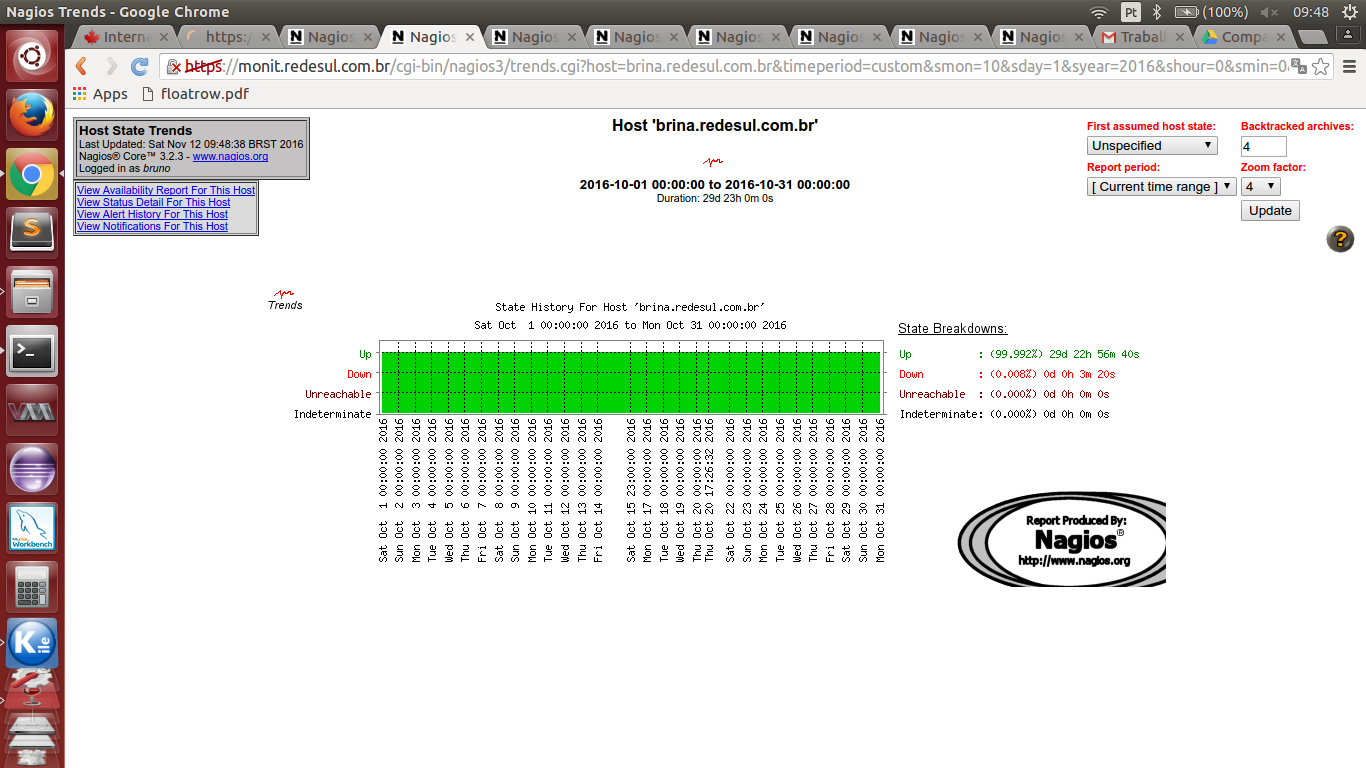 Nagios Trends - Google Chrome
Pt
(100%)
09:48
Interna
https:/
Nagios
Nagios
Nagios
Nagios
Nagios
Nagios
Nagios
Nagios
Traball
Compa
https://monit.redesul.com.br/cgi-bin/nagios3/trends.cgi?host=brina.redesul.com.br&timeperiod=custom&smon=10&sday=1&syear=2016&shour=0&smin=0
Apps
floatrow.pdf
Host State Trends
Last Updated: Sat Nov 12 09:48:38 BRST 2016
Nagios® Core™ 3.2.3 - www.nagios.org
Logged in as bruno
View Availability Report For This Host
View Status Detail For This Host
View Alert History For This Host
View Notifications For This Host
Host 'brina.redesul.com.br'
2016-10-01 00:00:00 to 2016-10-31 00:00:00
Duration: 29d 23h 0m 0s
First assumed host state:
Unspecified
Backtracked archives:
4
Report period:
[ Current time range ]
Zoom factor:
4
Update
?
Trends
State History For Host 'brina.redesul.com.br'
Sat Oct 1 00:00:00 2016 to Mon Oct 31 00:00:00 2016
Up
Down
Unreachable
Indeterminate
Sat Oct 1 00:00:00 2016
Sun Oct 2 00:00:00 2016
Mon Oct 3 00:00:00 2016
Tue Oct 4 00:00:00 2016
Wed Oct 5 00:00:00 2016
Thu Oct 6 00:00:00 2016
Fri Oct 7 00:00:00 2016
Sat Oct 8 00:00:00 2016
Sun Oct 9 00:00:00 2016
Mon Oct 10 00:00:00 2016
Tue Oct 11 00:00:00 2016
Wed Oct 12 00:00:00 2016
Thu Oct 13 00:00:00 2016
Fri Oct 14 00:00:00 2016
Sat Oct 15 23:00:00 2016
Mon Oct 17 00:00:00 2016
Tue Oct 18 00:00:00 2016
Wed Oct 19 00:00:00 2016
Thu Oct 20 00:00:00 2016
Thu Oct 20 17:26:32 2016
Sat Oct 22 00:00:00 2016
Sun Oct 23 00:00:00 2016
Mon Oct 24 00:00:00 2016
Tue Oct 25 00:00:00 2016
Wed Oct 26 00:00:00 2016
Thu Oct 27 00:00:00 2016
Fri Oct 28 00:00:00 2016
Sat Oct 29 00:00:00 2016
Sun Oct 30 00:00:00 2016
Mon Oct 31 00:00:00 2016
State Breakdowns:
Up : (99.992%) 29d 22h 56m 40s
Down : (0.008%) 0d 0h 3m 20s
Unreachable : (0.000%) 0d 0h 0m 0s
Indeterminate: (0.000%) 0d 0h 0m 0s
Report Produced By:
Nagios®
http://www.nagios.org
S
>_
MySQL
Workbench
Kile